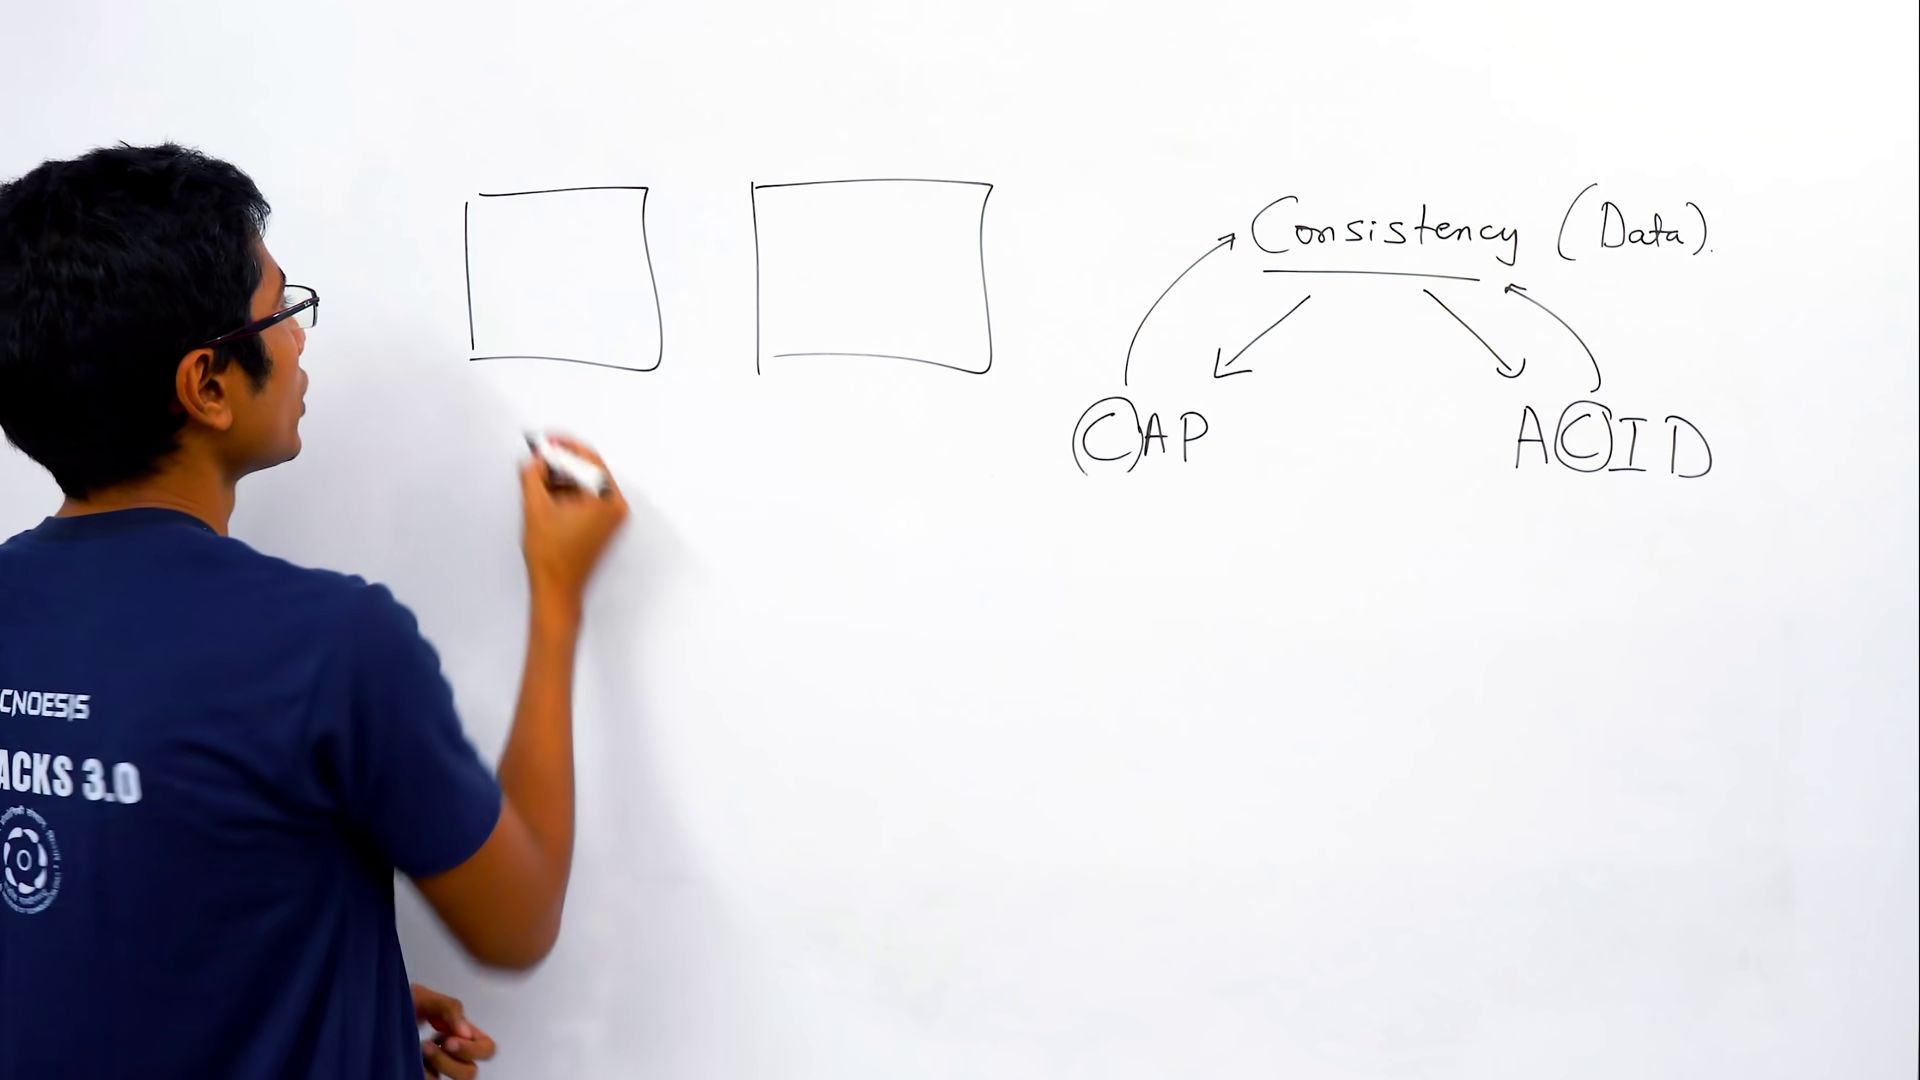 Consistency (Data).
CAP
ACID
CNOESIS
ACKS 3.0